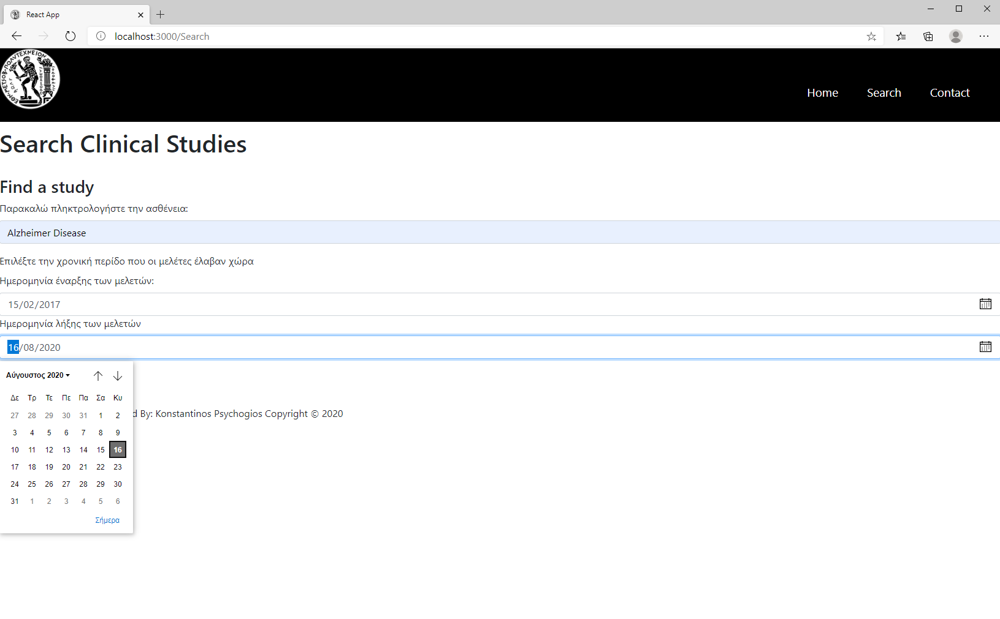 React App
localhost:3000/Search
ΕΘΝ·ΜΕΤΣΟΒ·ΠΟΛΥΤΕΧΝΕΙΟΝ
ΠΡΟΜΗΘΕΥΣ
Home Search Contact
Search Clinical Studies
Find a study
Παρακαλώ πληκτρολογήστε την ασθένεια:
Alzheimer Disease
Επιλέξτε την χρονική περίδο που οι μελέτες έλαβαν χώρα
Ημερομηνία έναρξης των μελετών:
15/02/2017
Ημερομηνία λήξης των μελετών
16/08/2020
Αύγουστος 2020
Δε Τρ Τε Πε Πα Σα Κυ
27 28 29 30 31 1 2
3 4 5 6 7 8 9
10 11 12 13 14 15 16
17 18 19 20 21 22 23
24 25 26 27 28 29 30
31 1 2 3 4 5 6
Σήμερα
d By: Konstantinos Psychogios Copyright © 2020